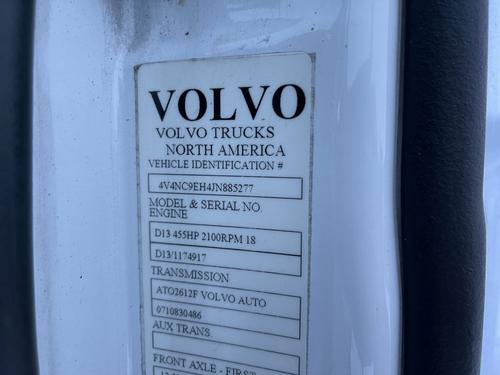 VOLVO
VOLVO TRUCKS
NORTH AMERICA
VEHICLE IDENTIFICATION #
4V4NC9EH4JN885277
MODEL & SERIAL NO.
ENGINE
D13 455HP 2100RPM 18
D13/1174917
TRANSMISSION
ATO2612F VOLVO AUTO
0710830486
AUX TRANS.
FRONT AXLE - FIRST